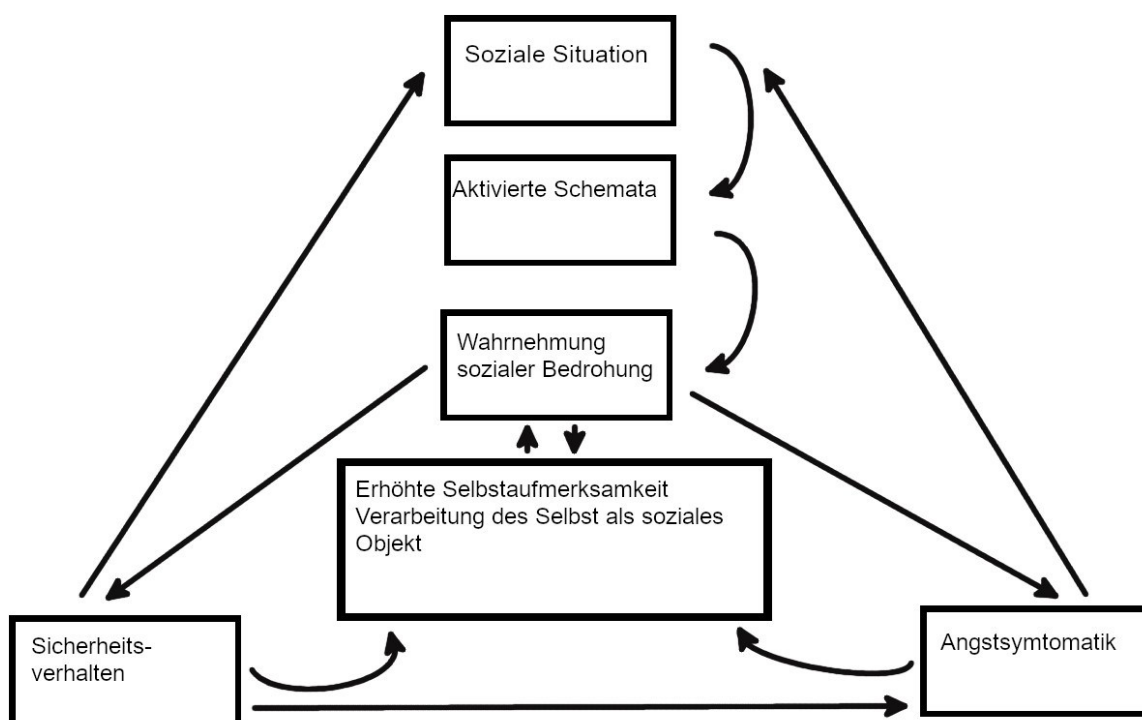 Soziale Situation
Aktivierte Schemata
Wahrnehmung
sozialer Bedrohung
Erhöhte Selbstaufmerksamkeit
Verarbeitung des Selbst als soziales
Objekt
Sicherheits-
verhalten
Angstsymtomatik